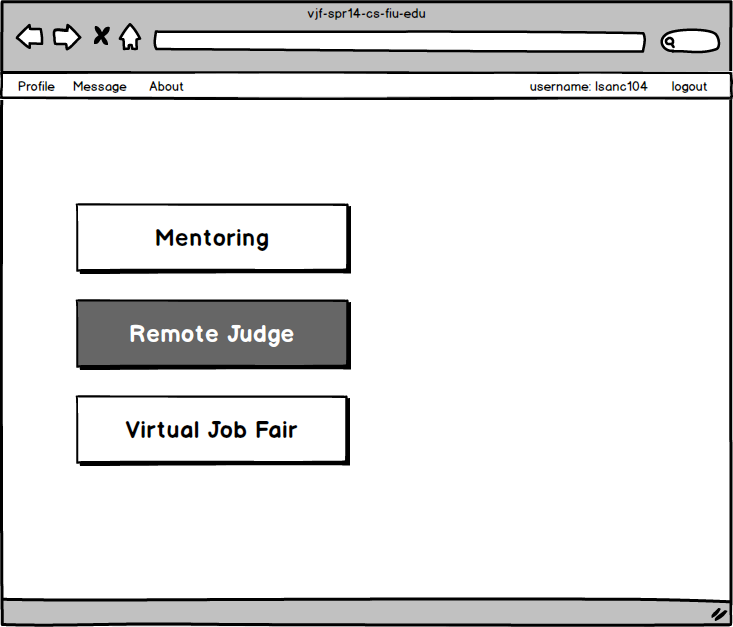 vjf-spr14-cs-fiu-edu
Profile Message About username: lsanc104 logout
Mentoring
Remote Judge
Virtual Job Fair